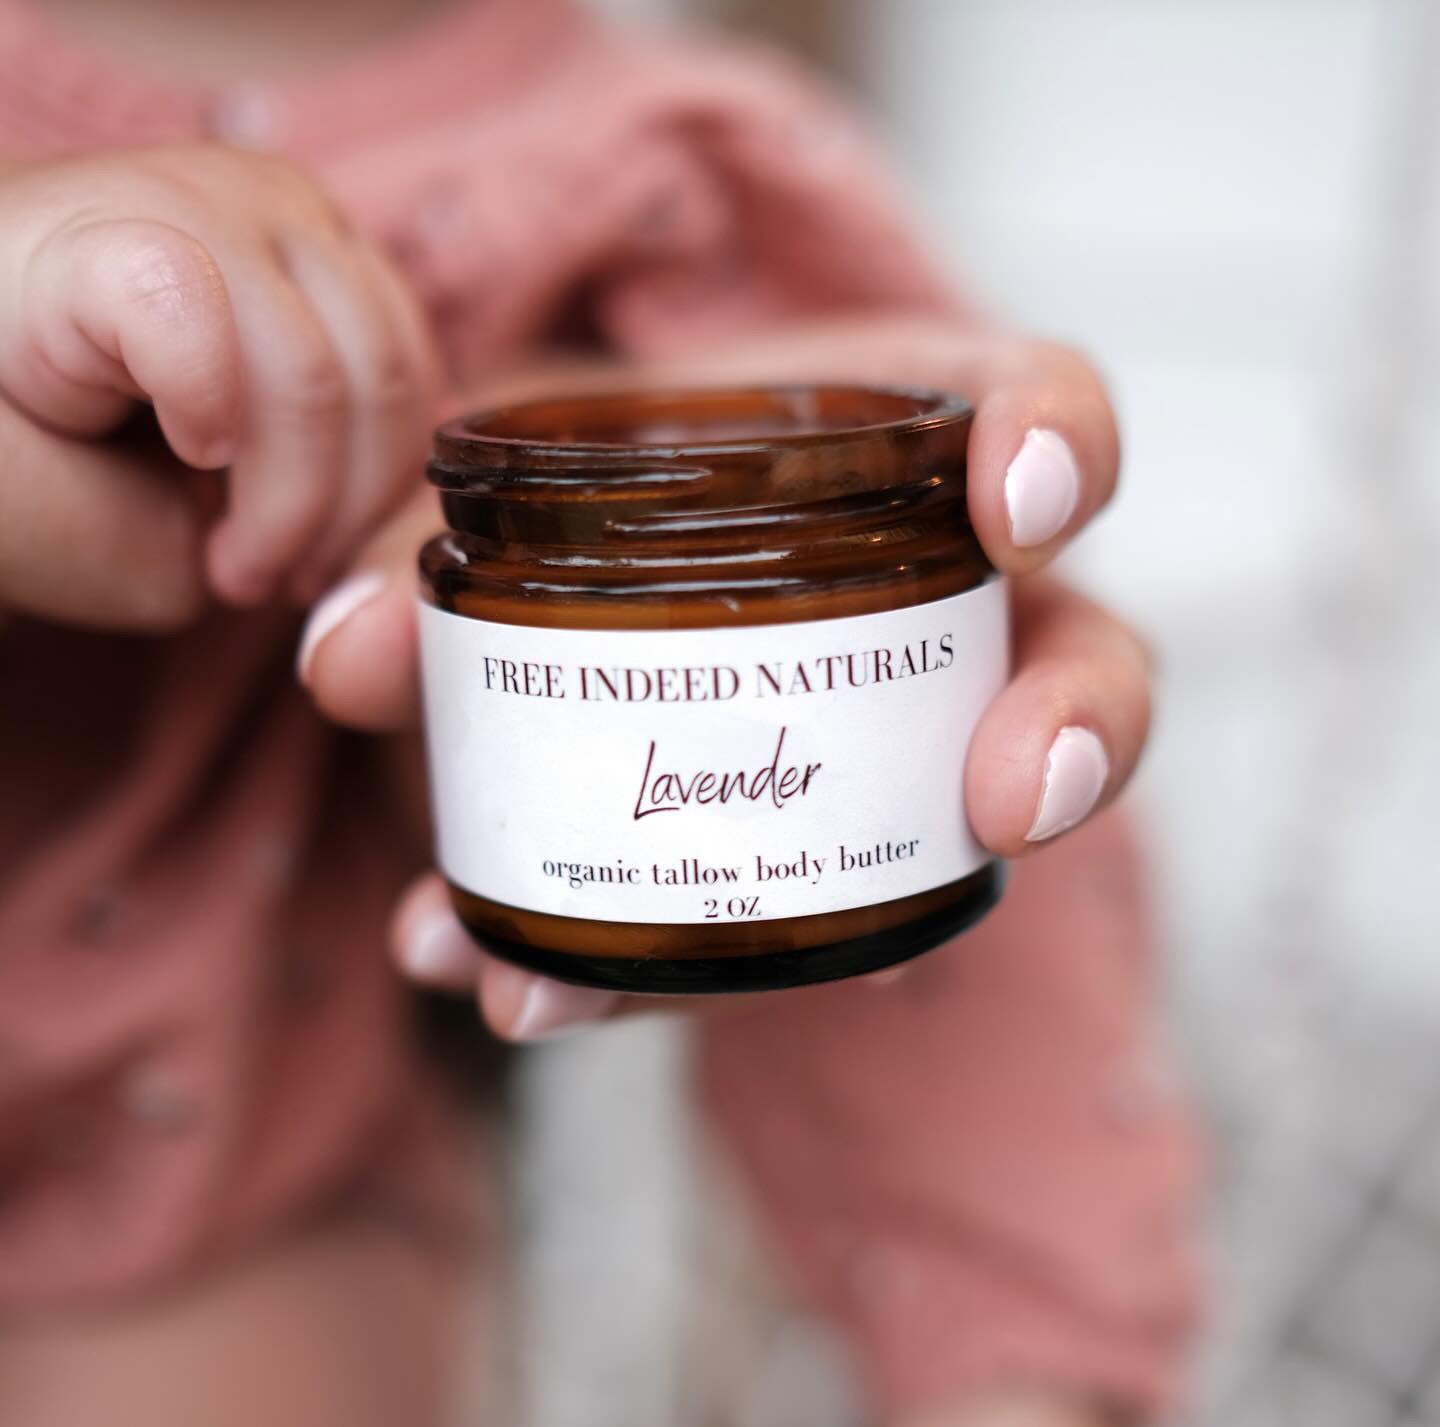 FREE INDEED NATURALS
Lavender
organic tallow body butter
2 OZ